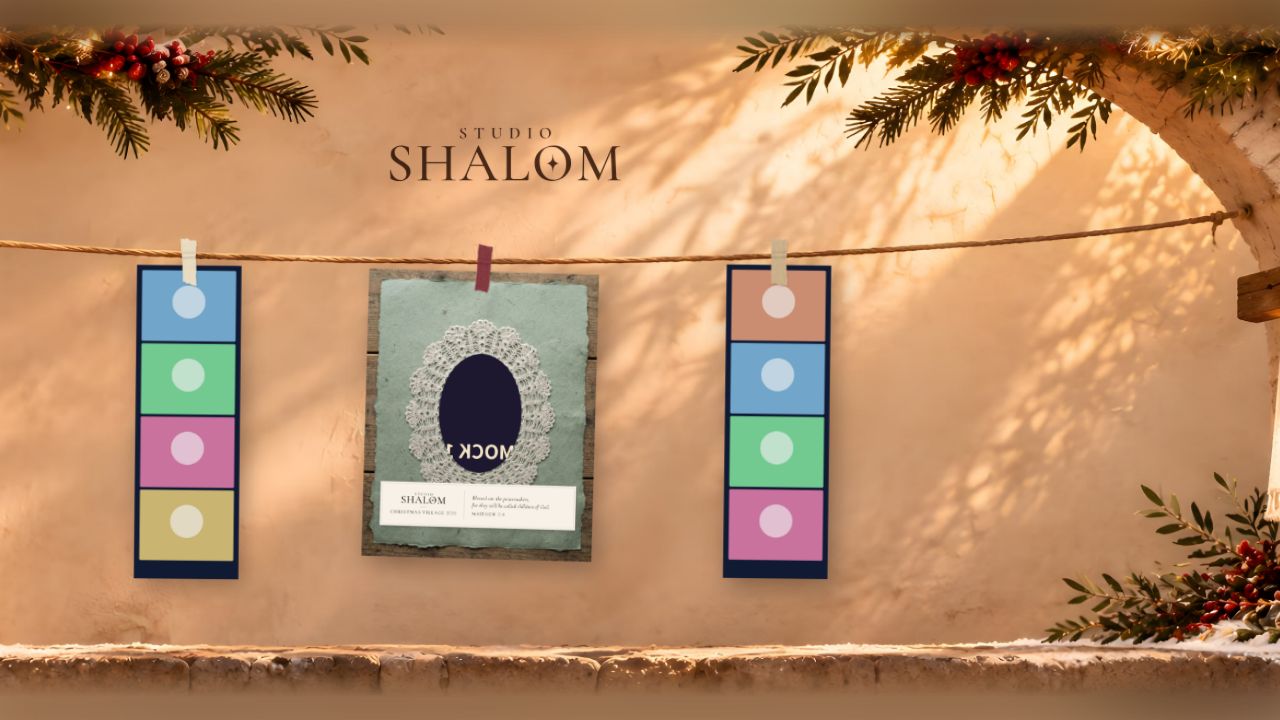 STUDIO
SHALOM
MOCK 1
STUDIO
SHALOM
CHRISTMAS VILLAGE 2025
Blessed are the peacemakers,
for they will be called children of God.
MATTHEW 5:9